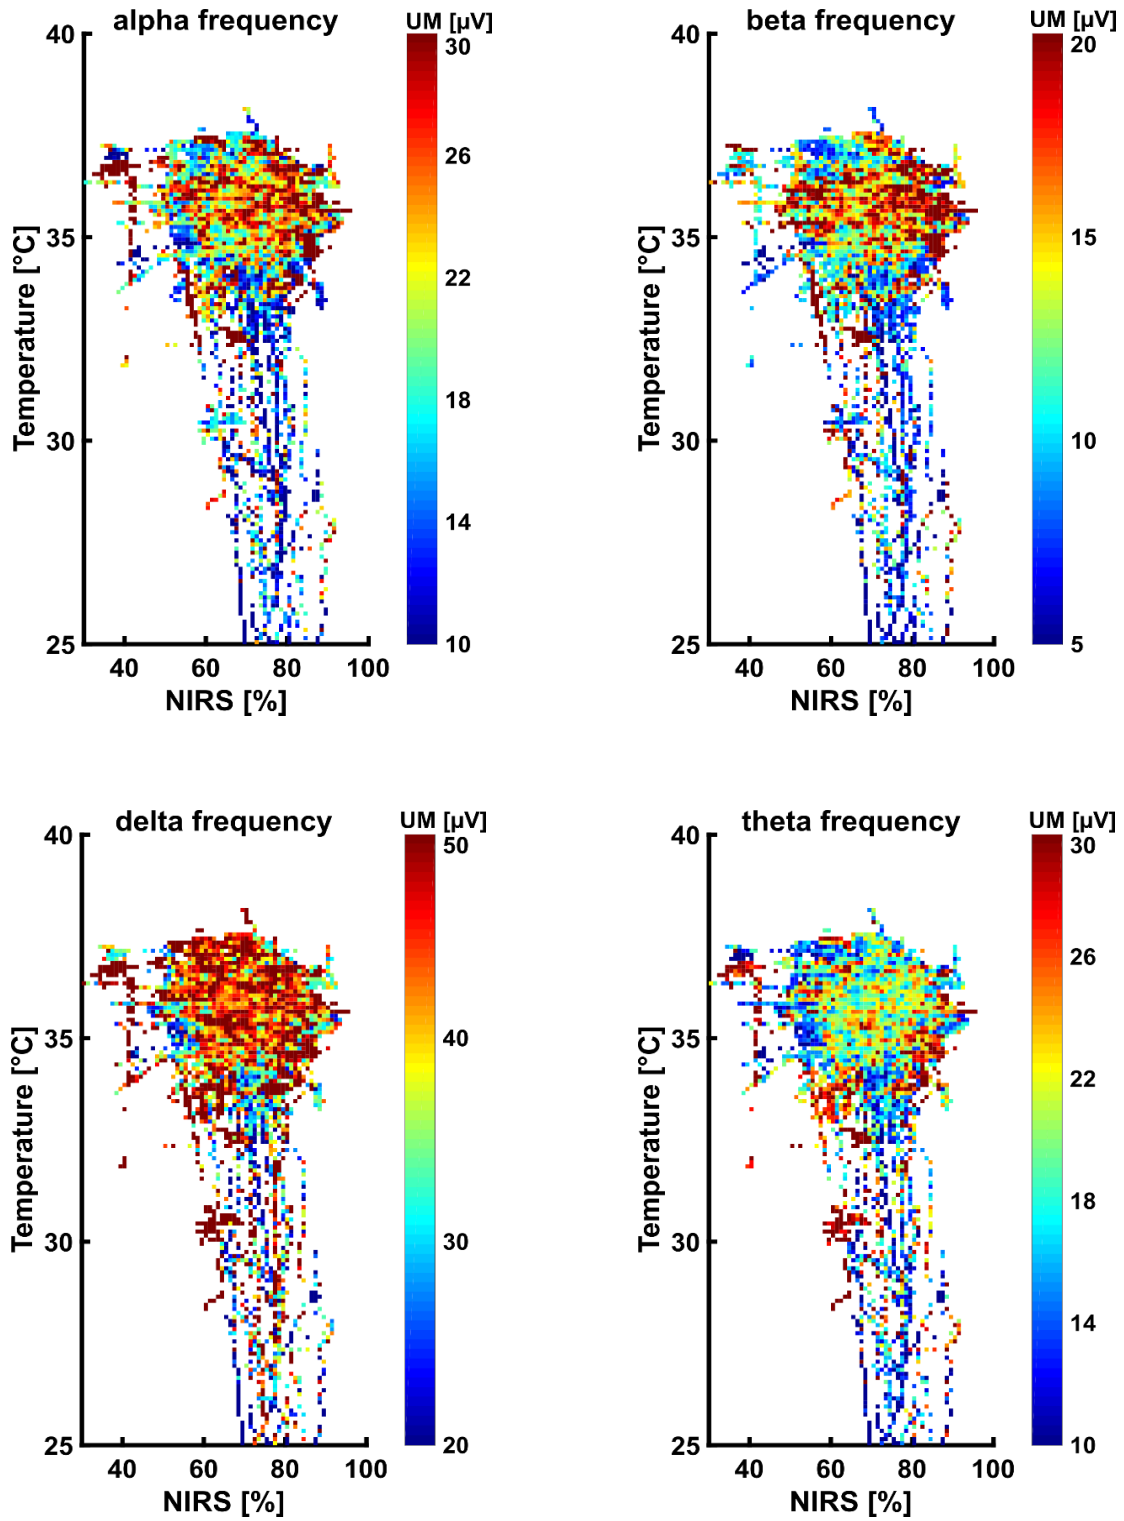 alpha frequency
UM [µV]
40
35
30
25
Temperature [°C]
40 60 80 100
NIRS [%]
30
26
22
18
14
10
beta frequency
UM [µV]
40
35
30
25
Temperature [°C]
40 60 80 100
NIRS [%]
20
15
10
5
delta frequency
UM [µV]
40
35
30
25
Temperature [°C]
40 60 80 100
NIRS [%]
50
40
30
20
theta frequency
UM [µV]
40
35
30
25
Temperature [°C]
40 60 80 100
NIRS [%]
30
26
22
18
14
10